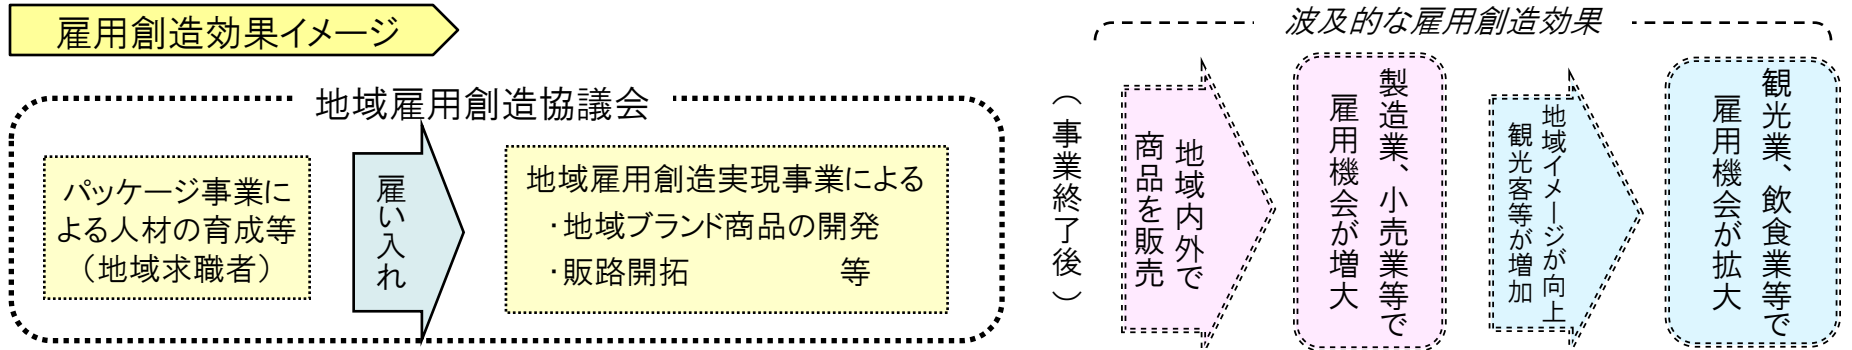 雇用創造効果イメージ
地域雇用創造協議会
パッケージ事業に
よる人材の育成等
（地域求職者）
雇い入れ
地域雇用創造実現事業による
・地域ブランド商品の開発
・販路開拓　　　　　等
（事業終了後）
波及的な雇用創造効果
地域内外で
商品を販売
製造業、小売業等で
雇用機会が増大
地域イメージが向上
観光客等が増加
観光業、飲食業等で
雇用機会が拡大